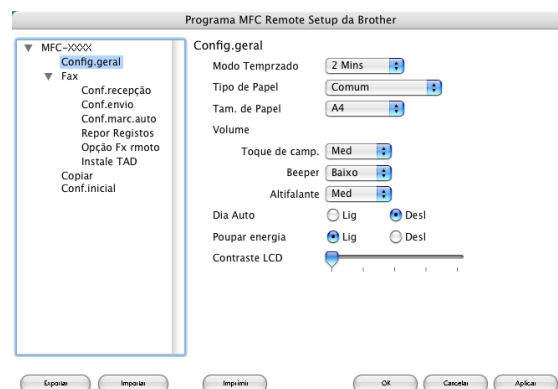 Programa MFC Remote Setup da Brother
MFC-XXXX
Config.geral
Fax
Conf.recepção
Conf.envio
Conf.marc.auto
Repor Registos
Opção Fx rmoto
Instale TAD
Copiar
Conf.inicial
Config.geral
Modo Temprzado 2 Mins
Tipo de Papel Comum
Tam. de Papel A4
Volume
Toque de camp. Med
Beeper Baixo
Altifalante Med
Dia Auto Lig Desl
Poupar energia Lig Desl
Contraste LCD
Exportar Importar Imprimir OK Cancelar Aplicar